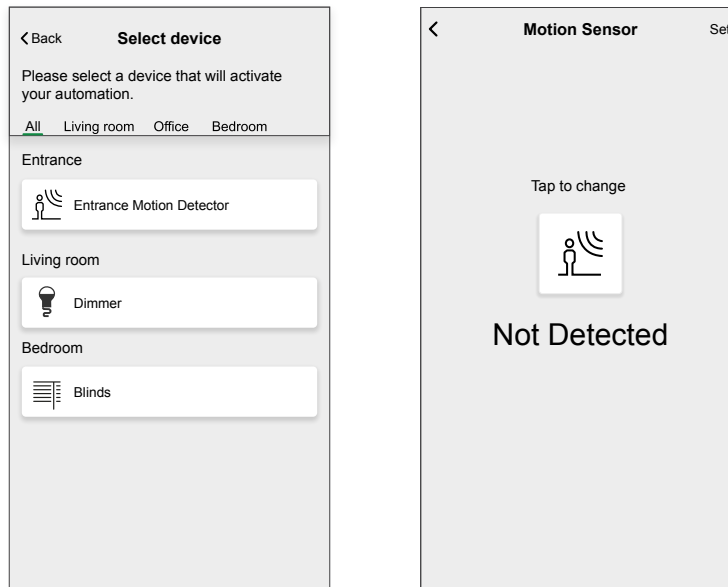 Back
Select device
Please select a device that will activate
your automation.
All Living room Office Bedroom
Entrance
Entrance Motion Detector
Living room
Dimmer
Bedroom
Blinds
Motion Sensor
Set
Tap to change
Not Detected